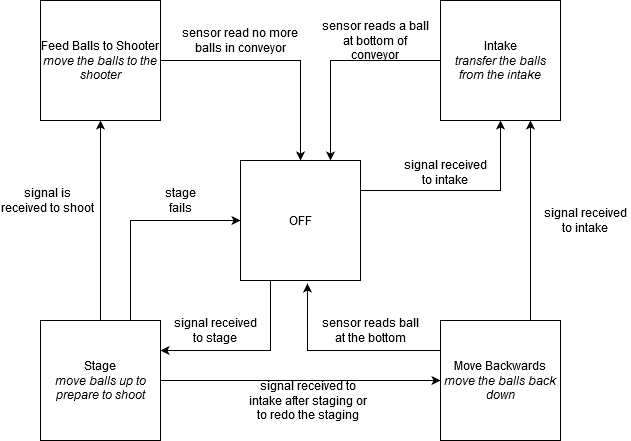 Feed Balls to Shooter
move the balls to the
shooter
sensor read no more
balls in conveyor
sensor reads a ball
at bottom of
conveyor
Intake
transfer the balls
from the intake
signal is
received to shoot
stage
fails
OFF
signal received
to intake
signal received
to intake
signal received
to stage
sensor reads ball
at the bottom
Stage
move balls up to
prepare to shoot
signal received to
intake after staging or
to redo the staging
Move Backwards
move the balls back
down